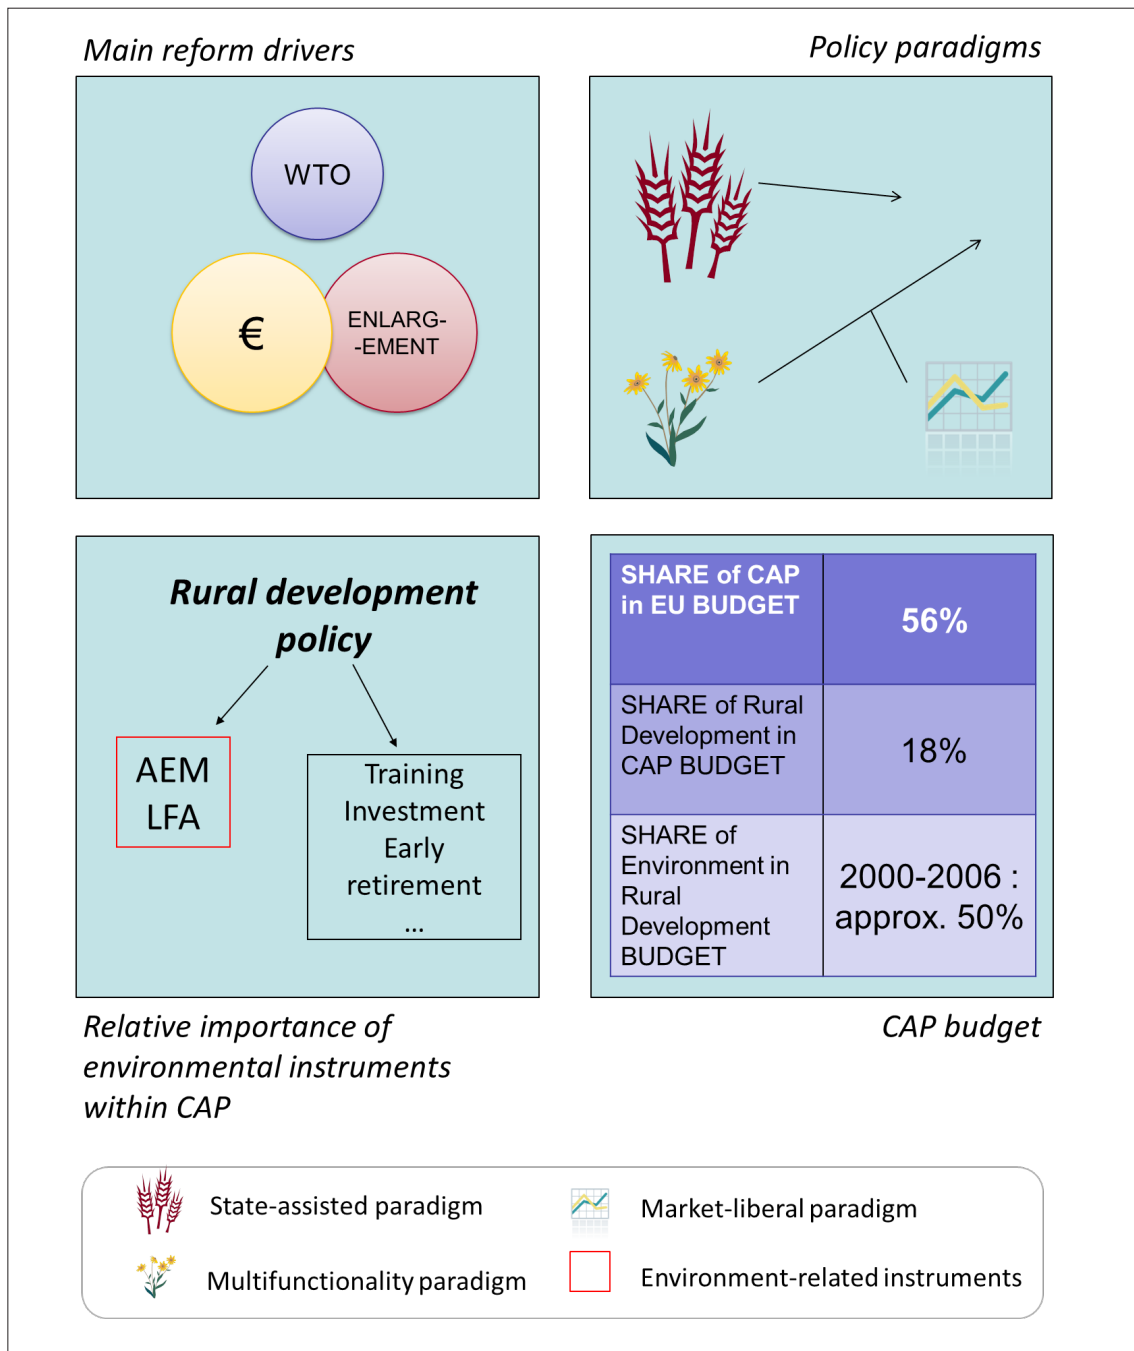 Main reform drivers
Policy paradigms
WTO
€
ENLARG-
-EMENT
Rural development
policy
AEM
LFA
Training
Investment
Early
retirement
...
SHARE of CAP
in EU BUDGET
56%
SHARE of Rural
Development in
CAP BUDGET
18%
SHARE of
Environment in
Rural
Development
BUDGET
2000-2006 :
approx. 50%
Relative importance of
environmental instruments
within CAP
CAP budget
State-assisted paradigm
Market-liberal paradigm
Multifunctionality paradigm
Environment-related instruments